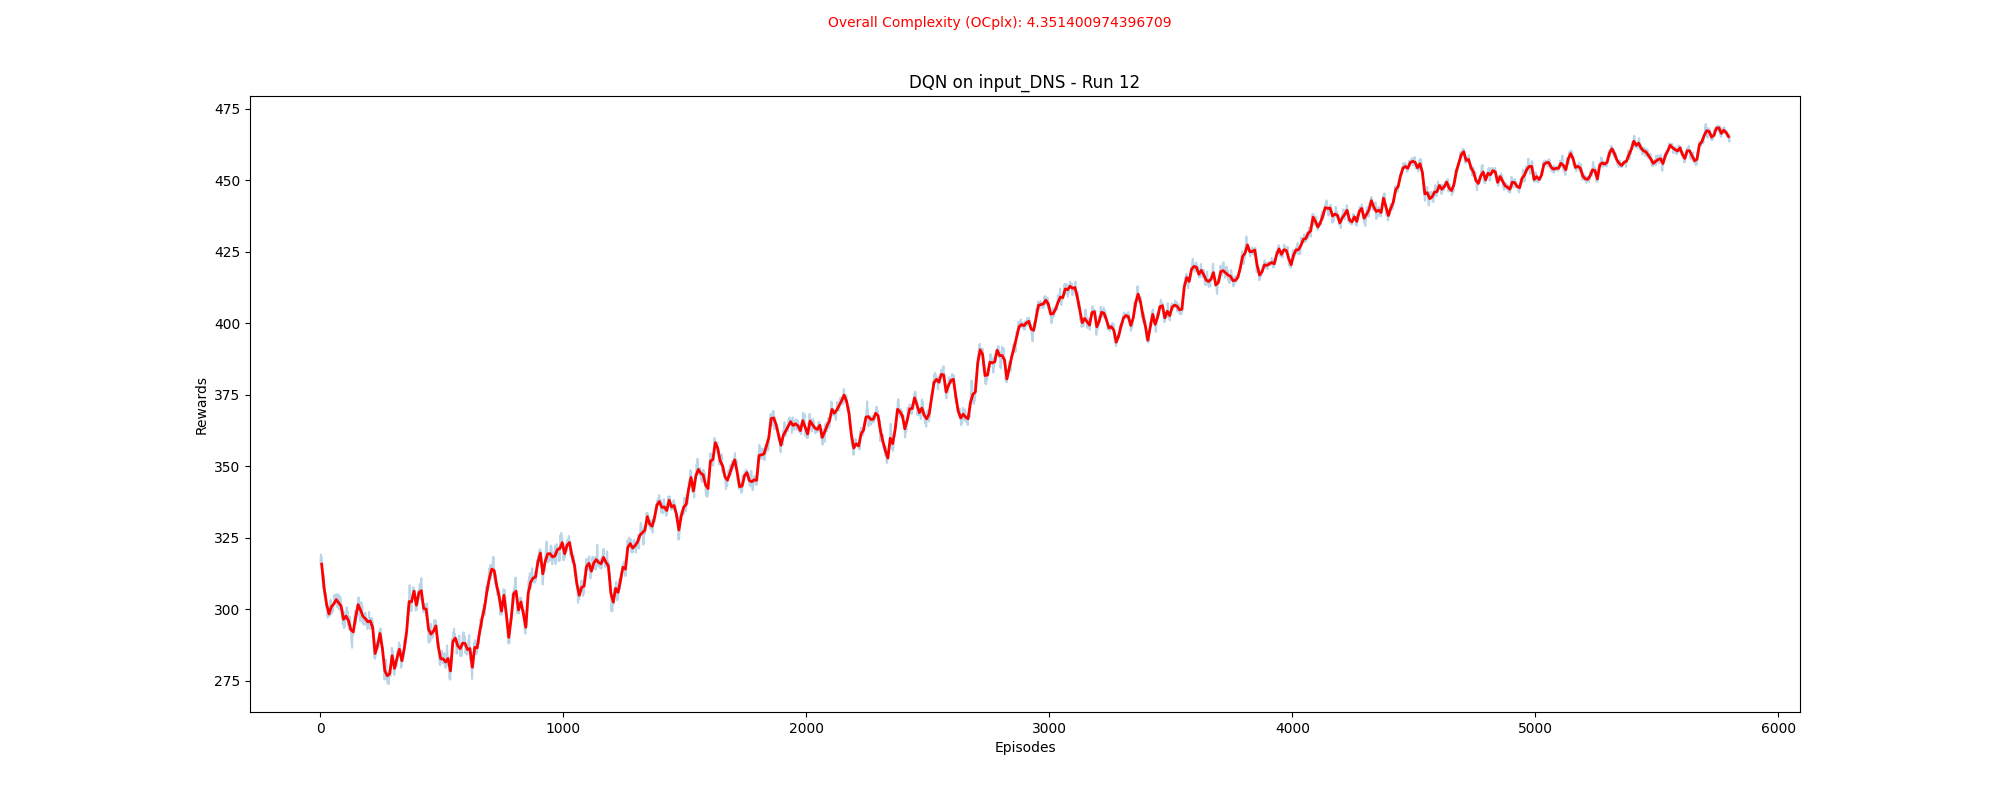 Overall Complexity (OCplx): 4.351400974396709
DQN on input_DNS - Run 12
475
450
425
400
375
350
325
300
275
Rewards
0 1000 2000 3000 4000 5000 6000
Episodes